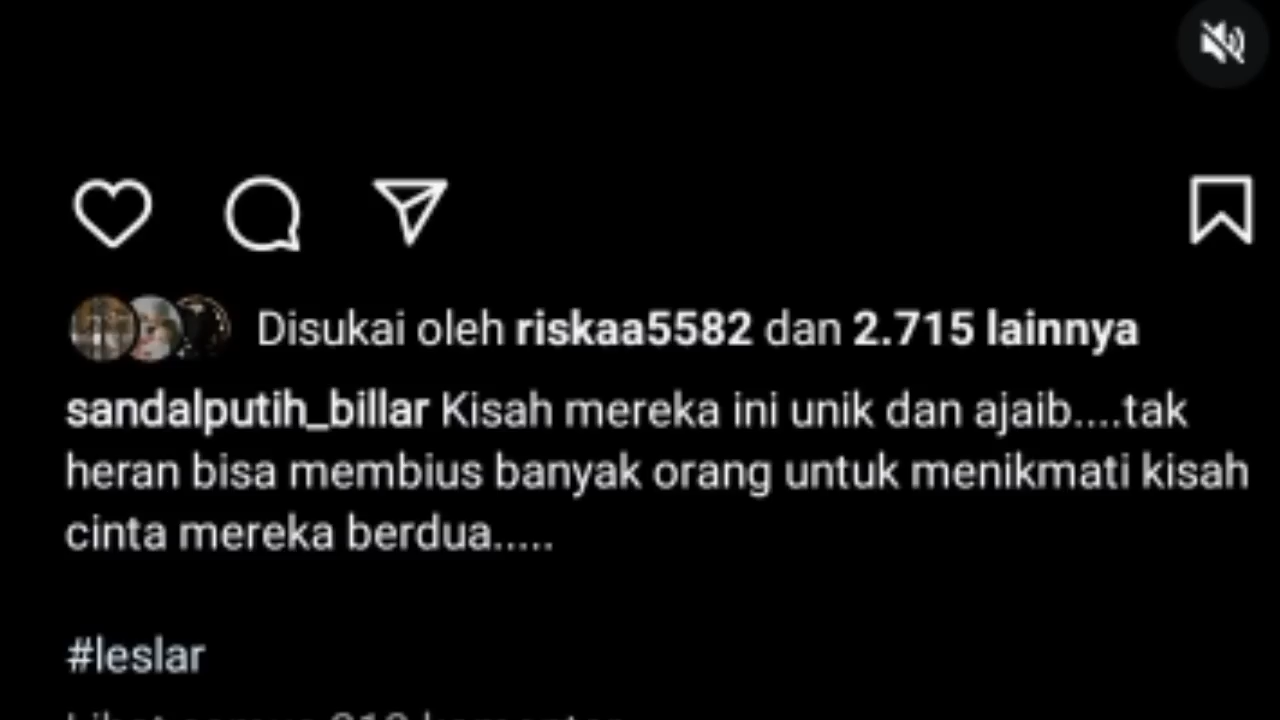 Disukai oleh riskaa5582 dan 2.715 lainnya
sandalputih_billar Kisah mereka ini unik dan ajaib....tak
heran bisa membius banyak orang untuk menikmati kisah
cinta mereka berdua.....
#leslar